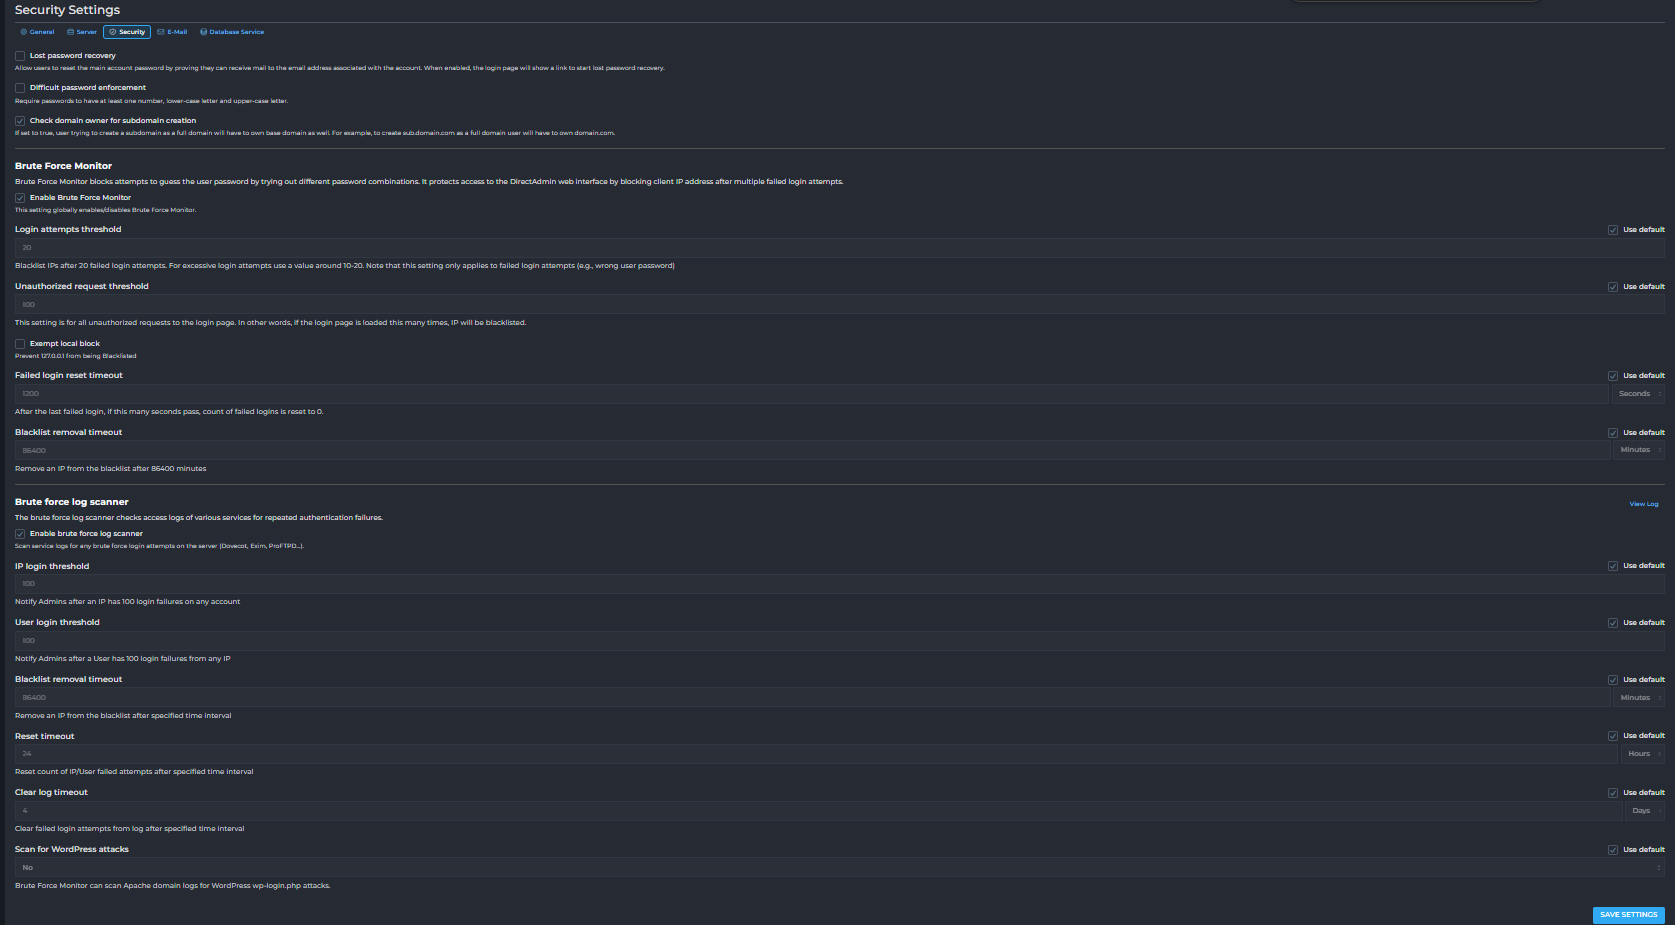 Security Settings
General Server Security E-Mail Database Service
Lost password recovery
Allow users to reset the main account password by proving they can receive mail to the email address associated with the account. When enabled, the login page will show a link to start lost password recovery.
Difficult password enforcement
Require passwords to have at least one number, lower-case letter and upper-case letter.
Check domain owner for subdomain creation
If set to true, user trying to create a subdomain as a full domain will have to own base domain as well. For example, to create sub.domain.com as a full domain user will have to own domain.com.
Brute Force Monitor
Brute Force Monitor blocks attempts to guess the user password by trying out different password combinations. It protects access to the DirectAdmin web interface by blocking client IP address after multiple failed login attempts.
Enable Brute Force Monitor
This setting globally enables/disables Brute Force Monitor.
Login attempts threshold Use default
20
Blacklist IPs after 20 failed login attempts. For excessive login attempts use a value around 10-20. Note that this setting only applies to failed login attempts (e.g., wrong user password)
Unauthorized request threshold Use default
100
This setting is for all unauthorized requests to the login page. In other words, if the login page is loaded this many times, IP will be blacklisted.
Exempt local block
Prevent 127.0.0.1 from being Blacklisted
Failed login reset timeout Use default
1200 Seconds
After the last failed login, if this many seconds pass, count of failed logins is reset to 0.
Blacklist removal timeout Use default
86400 Minutes
Remove an IP from the blacklist after 86400 minutes
Brute force log scanner View Log
The brute force log scanner checks access logs of various services for repeated authentication failures.
Enable brute force log scanner
Scan service logs for any brute force login attempts on the server (Dovecot, Exim, ProFTPD...).
IP login threshold Use default
100
Notify Admins after an IP has 100 login failures on any account
User login threshold Use default
100
Notify Admins after a User has 100 login failures from any IP
Blacklist removal timeout Use default
86400 Minutes
Remove an IP from the blacklist after specified time interval
Reset timeout Use default
24 Hours
Reset count of IP/User failed attempts after specified time interval
Clear log timeout Use default
4 Days
Clear failed login attempts from log after specified time interval
Scan for WordPress attacks Use default
No
Brute Force Monitor can scan Apache domain logs for WordPress wp-login.php attacks.
SAVE SETTINGS